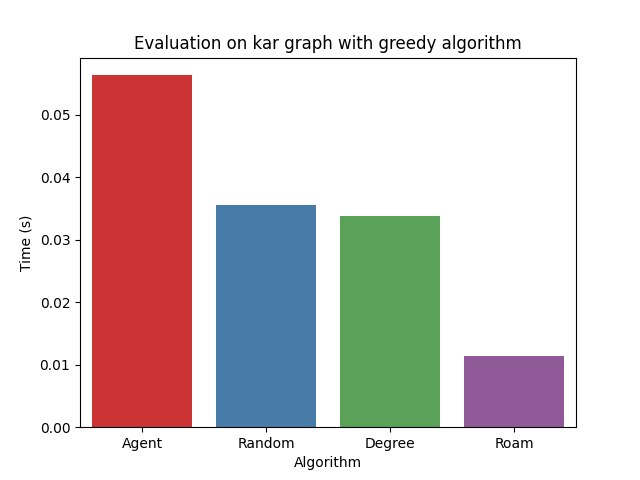 Evaluation on kar graph with greedy algorithm
Time (s)
0.05
0.04
0.03
0.02
0.01
0.00
Agent Random Degree Roam
Algorithm